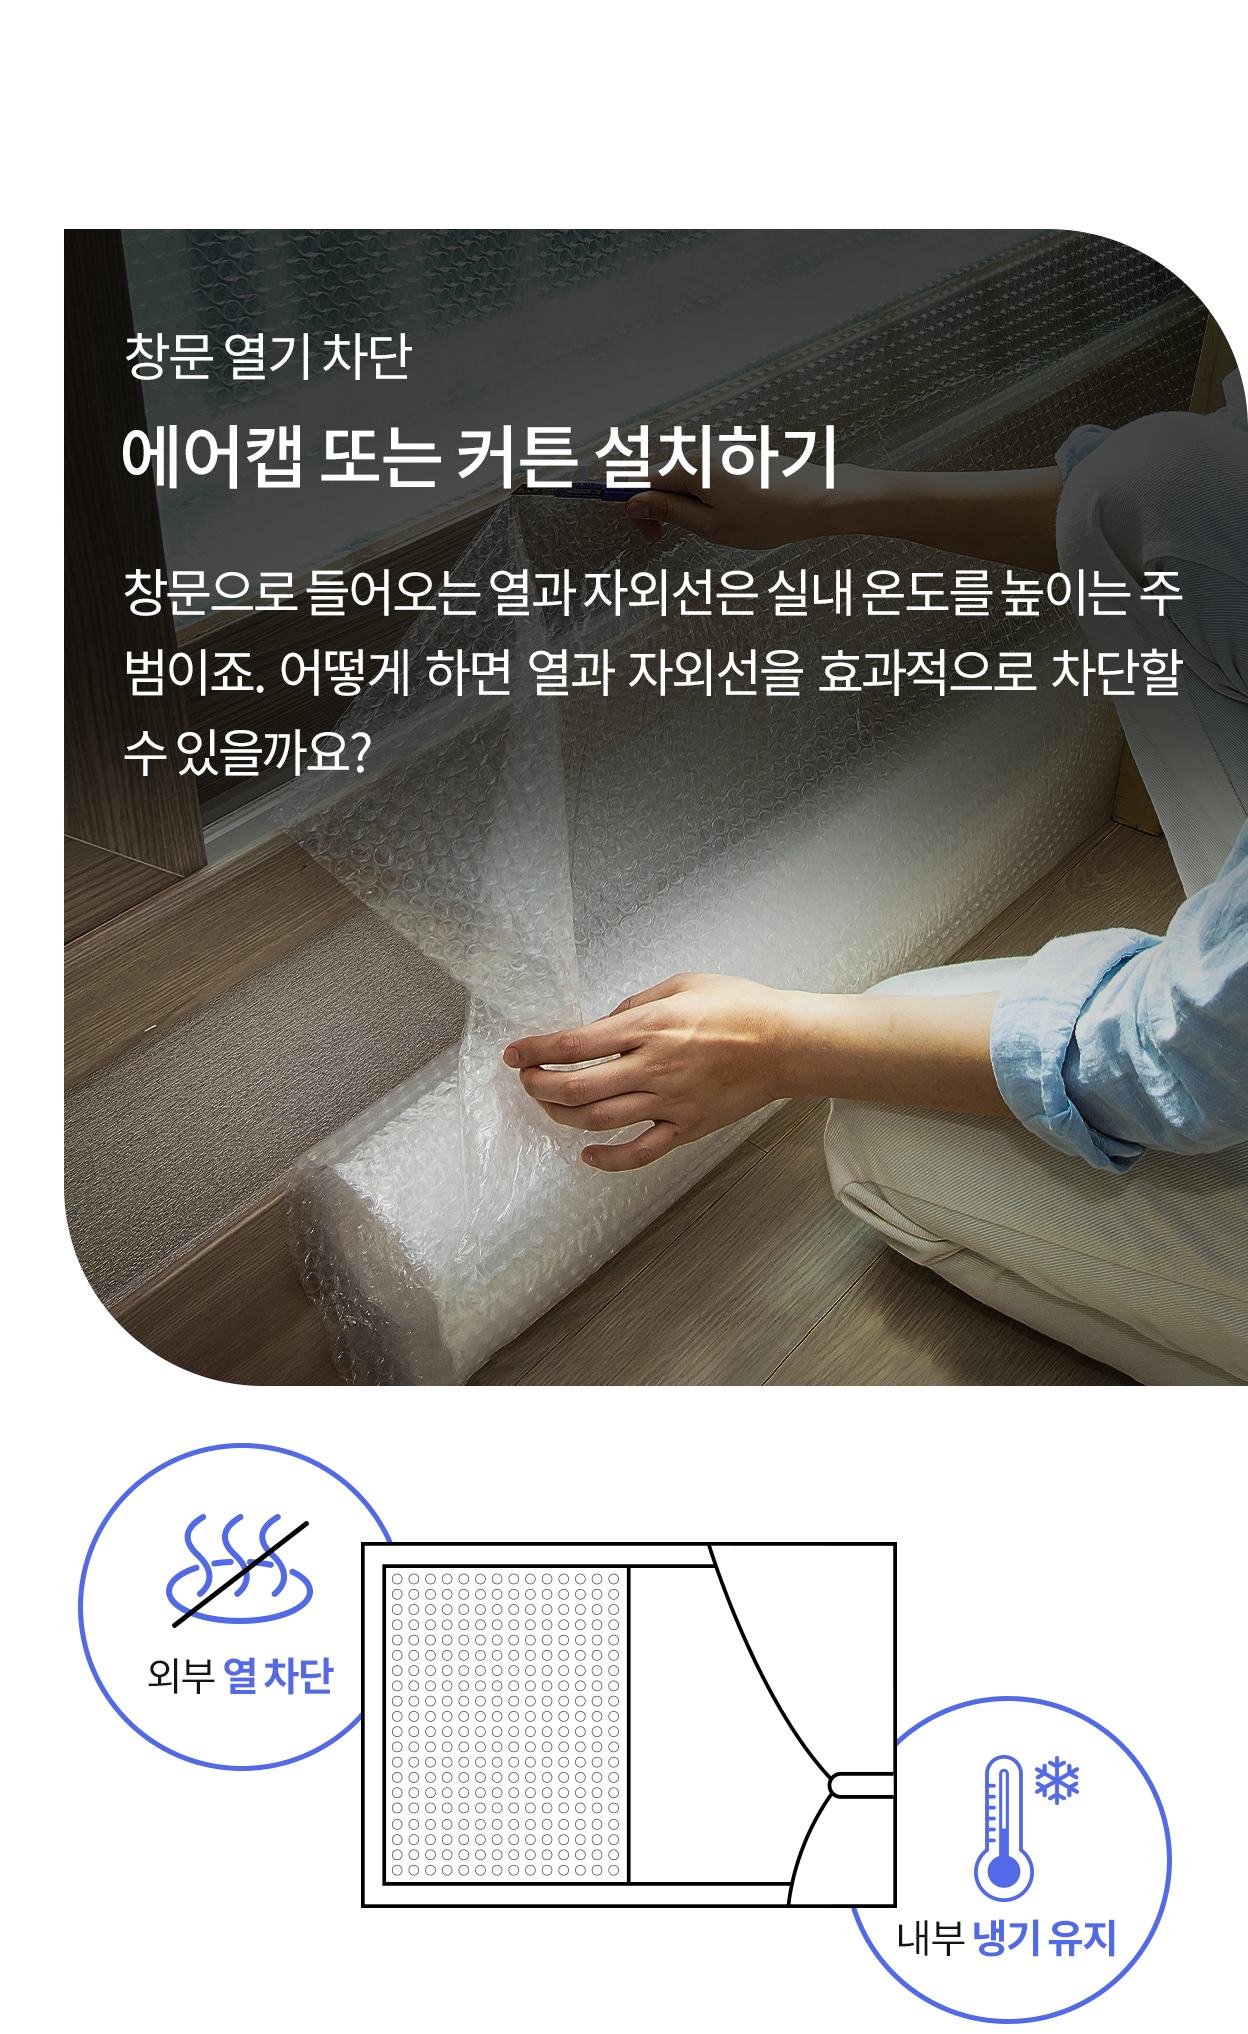 창문 열기 차단
에어캡 또는 커튼 설치하기
창문으로 들어오는 열과 자외선은 실내 온도를 높이는 주
범이죠. 어떻게 하면 열과 자외선을 효과적으로 차단할
수 있을까요?
외부 열 차단
내부 냉기 유지